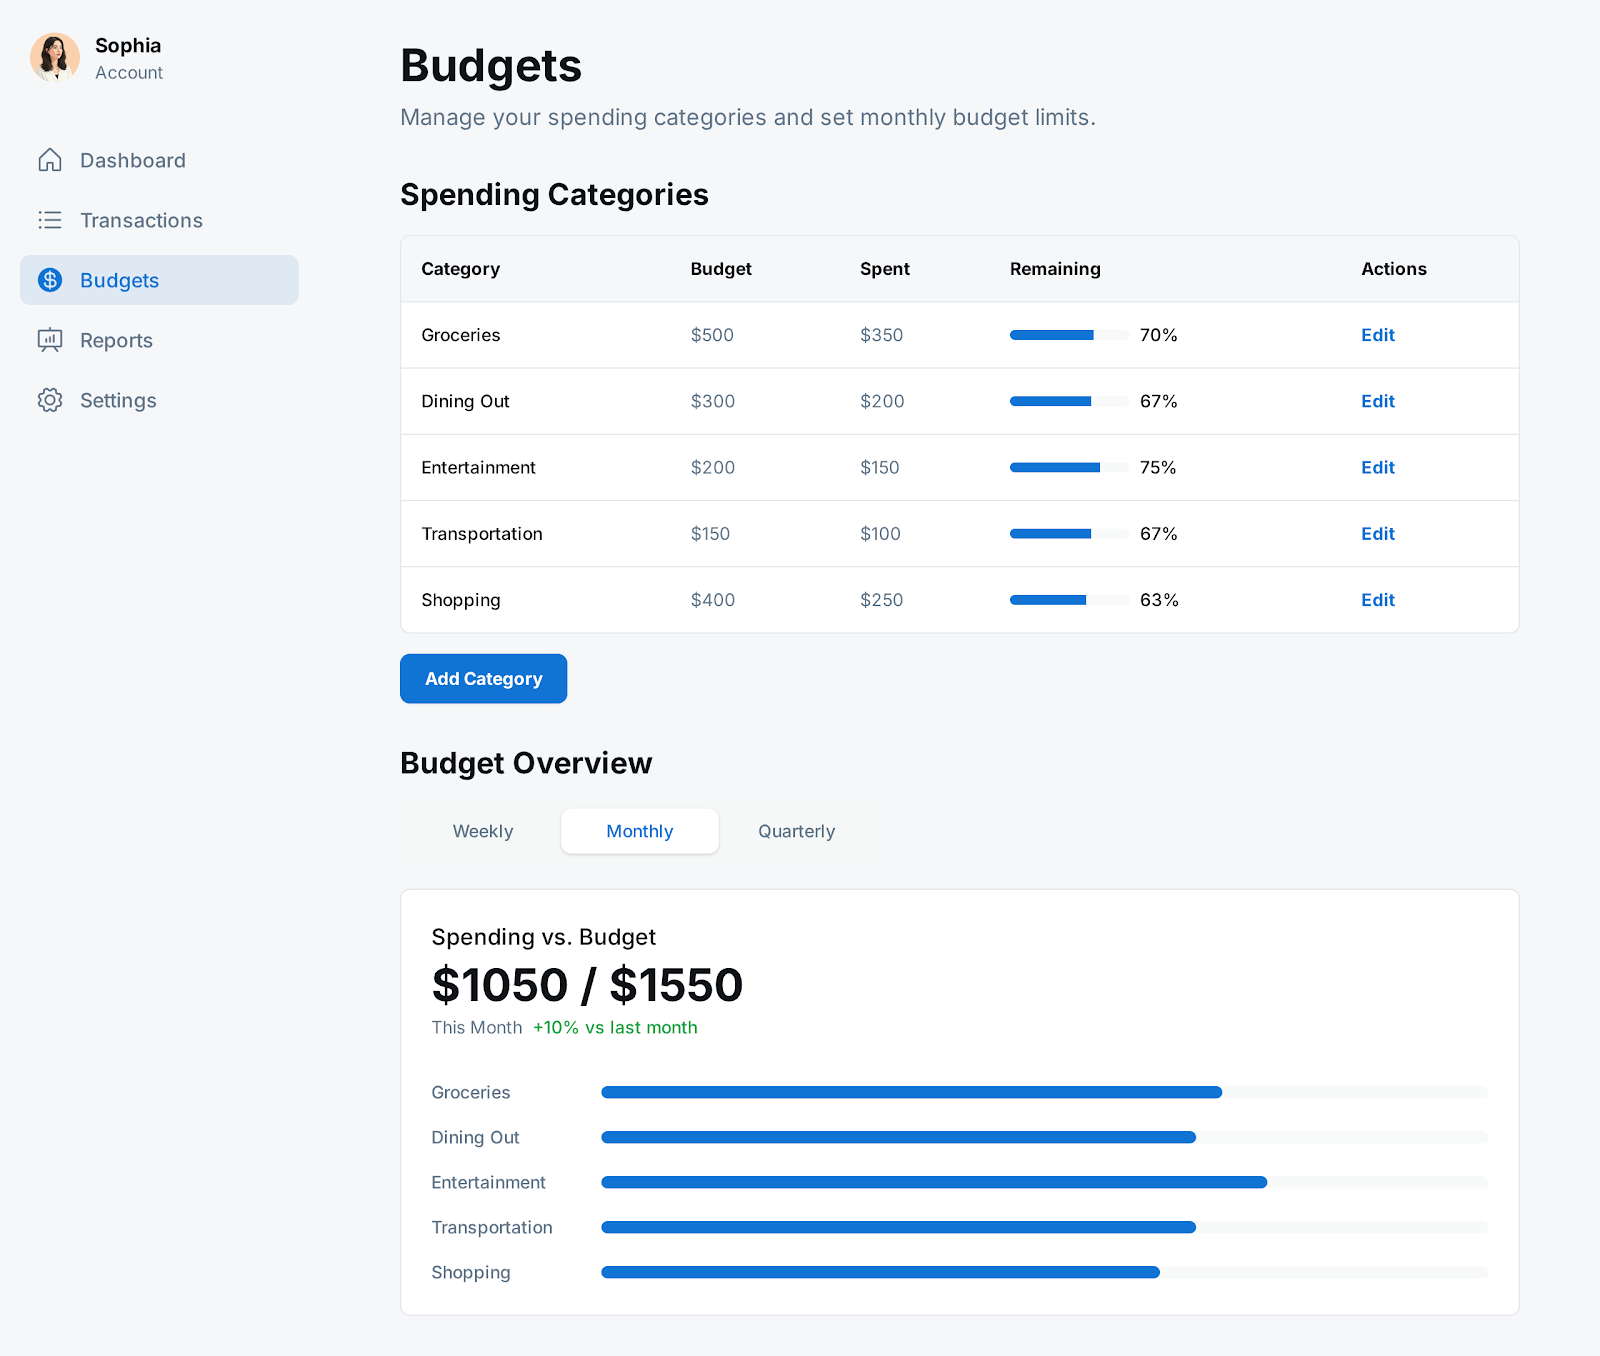 Sophia
Account
Dashboard
Transactions
Budgets
Reports
Settings
Budgets
Manage your spending categories and set monthly budget limits.
Spending Categories
Category Budget Spent Remaining Actions
Groceries $500 $350 70% Edit
Dining Out $300 $200 67% Edit
Entertainment $200 $150 75% Edit
Transportation $150 $100 67% Edit
Shopping $400 $250 63% Edit
Add Category
Budget Overview
Weekly Monthly Quarterly
Spending vs. Budget
$1050 / $1550
This Month +10% vs last month
Groceries
Dining Out
Entertainment
Transportation
Shopping